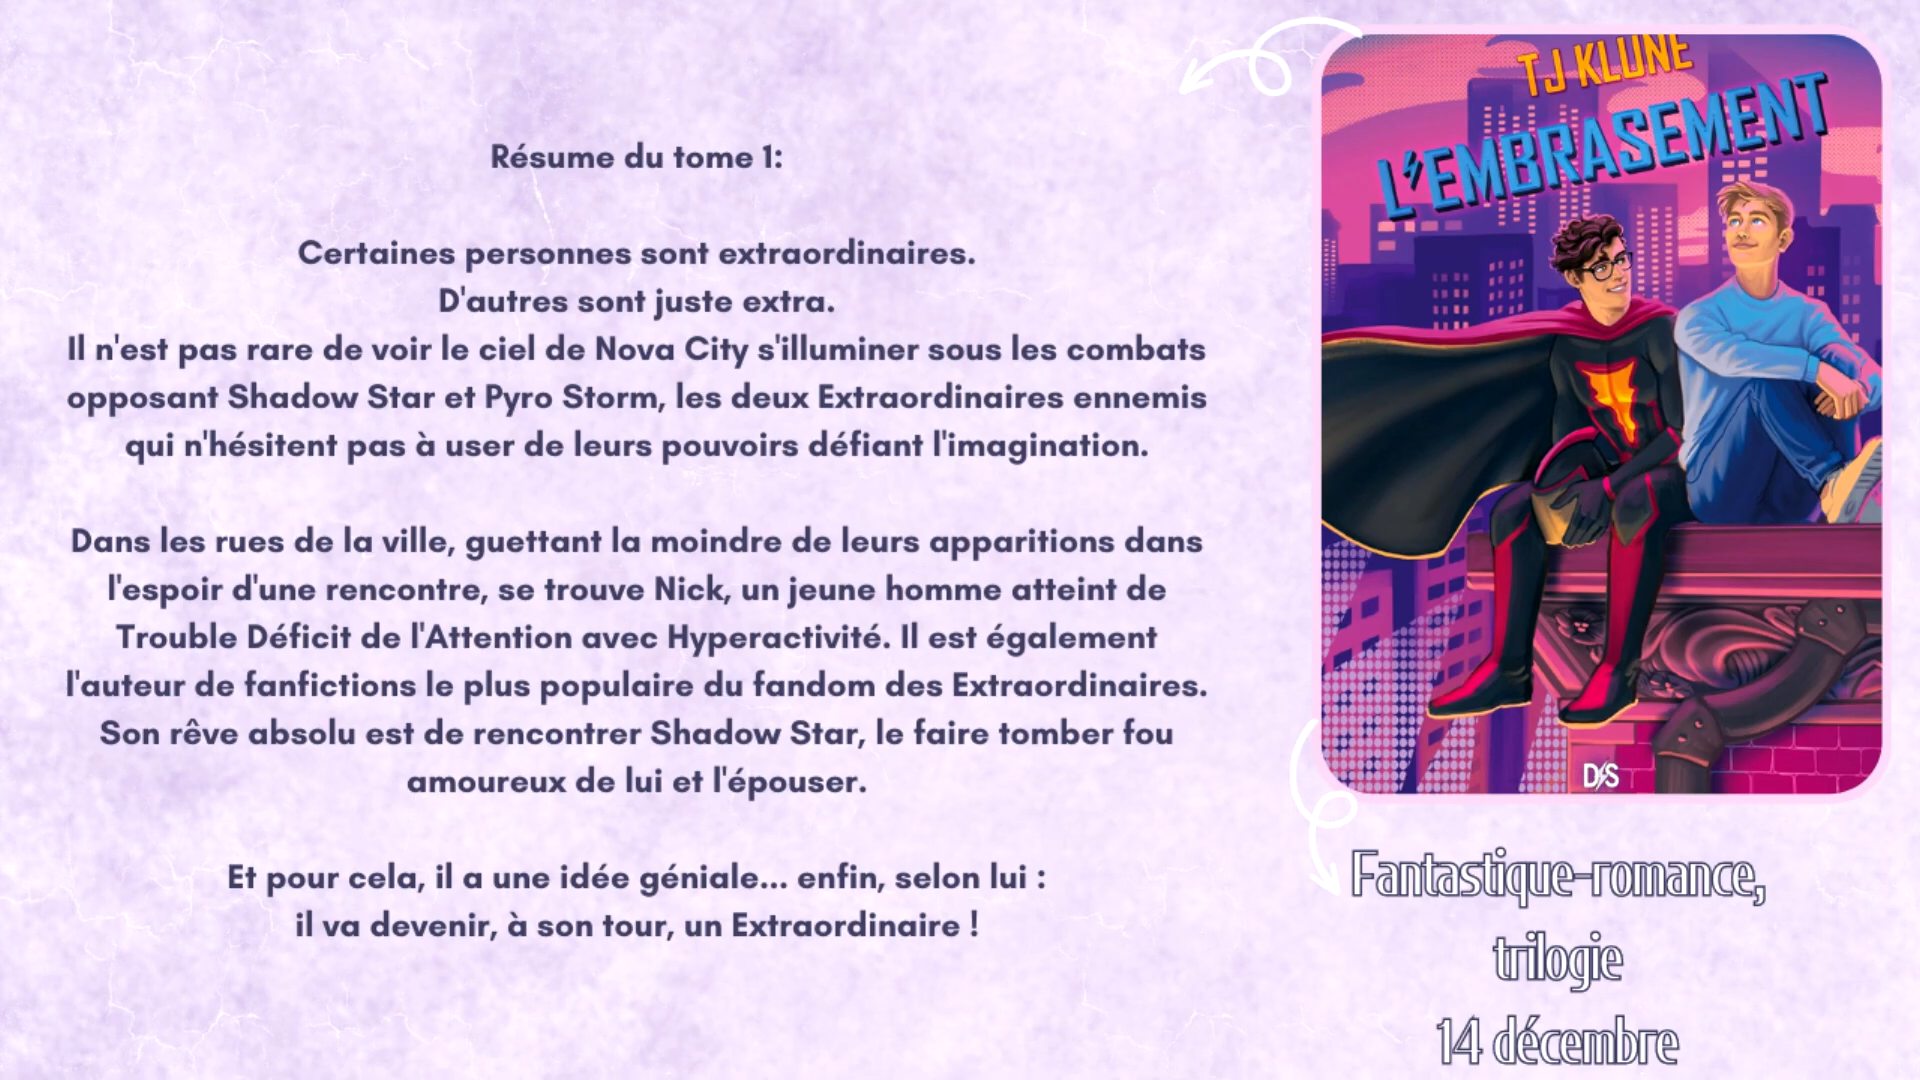 Résume du tome 1:
Certaines personnes sont extraordinaires.
D'autres sont juste extra.
Il n'est pas rare de voir le ciel de Nova City s'illuminer sous les combats
opposant Shadow Star et Pyro Storm, les deux Extraordinaires ennemis
qui n'hésitent pas à user de leurs pouvoirs défiant l'imagination.
Dans les rues de la ville, guettant la moindre de leurs apparitions dans
l'espoir d'une rencontre, se trouve Nick, un jeune homme atteint de
Trouble Déficit de l'Attention avec Hyperactivité. Il est également
l'auteur de fanfictions le plus populaire du fandom des Extraordinaires.
Son rêve absolu est de rencontrer Shadow Star, le faire tomber fou
amoureux de lui et l'épouser.
Et pour cela, il a une idée géniale... enfin, selon lui :
il va devenir, à son tour, un Extraordinaire !
TJ KLUNE
L'EMBRASEMENT
DS
Fantastique-romance,
trilogie
14 décembre